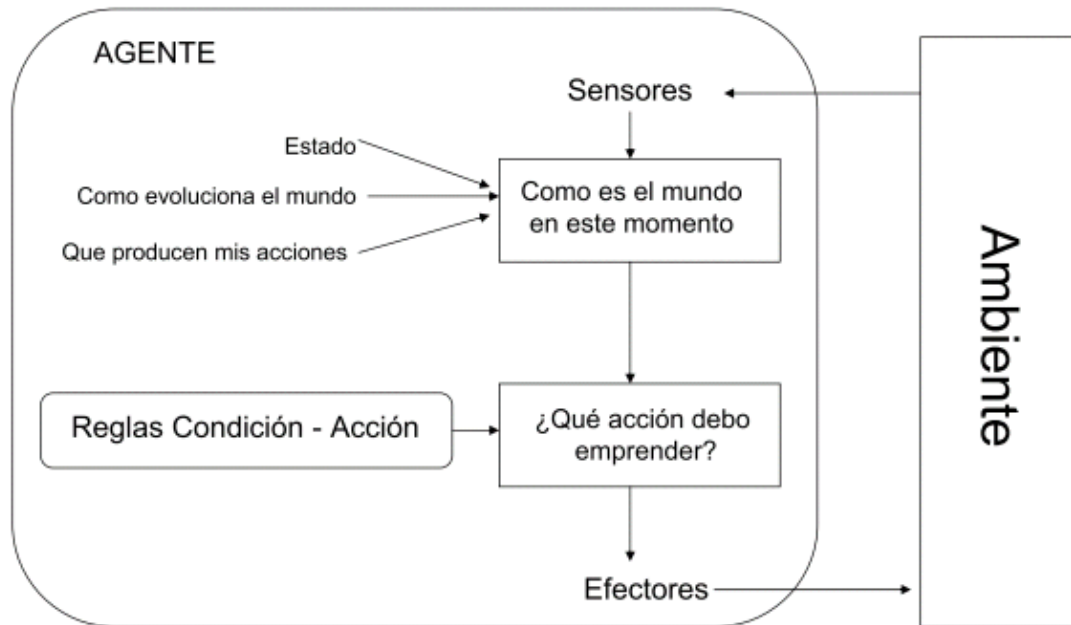 AGENTE
Sensores
Estado
Como evoluciona el mundo
Que producen mis acciones
Como es el mundo
en este momento
Reglas Condición - Acción
¿Qué acción debo
emprender?
Efectores
Ambiente